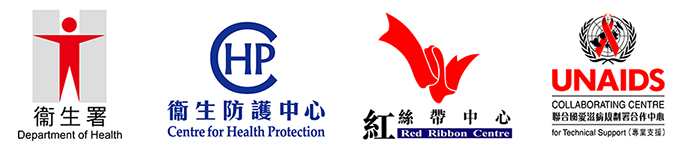 衞生署
Department of Health
CHP
衞生防護中心
Centre for Health Protection
紅絲帶中心
Red Ribbon Centre
UNAIDS
COLLABORATING CENTRE
聯合國愛滋病規劃署合作中心
for Technical Support (專業支援)